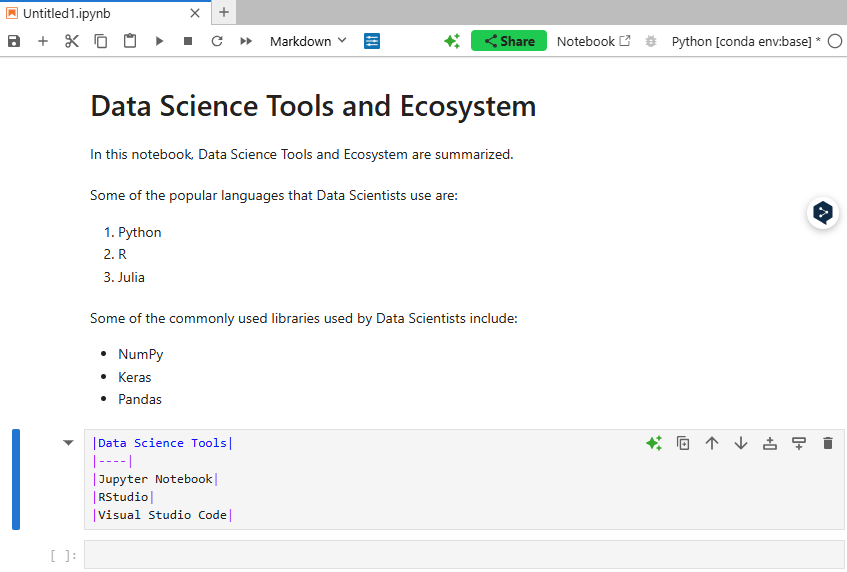 Untitled1.ipynb
Markdown
Share
Notebook
Python [conda env:base] *
Data Science Tools and Ecosystem
In this notebook, Data Science Tools and Ecosystem are summarized.
Some of the popular languages that Data Scientists use are:
1. Python
2. R
3. Julia
Some of the commonly used libraries used by Data Scientists include:
• NumPy
• Keras
• Pandas
|Data Science Tools|
|----|
|Jupyter Notebook|
|RStudio|
|Visual Studio Code|
[ ]: